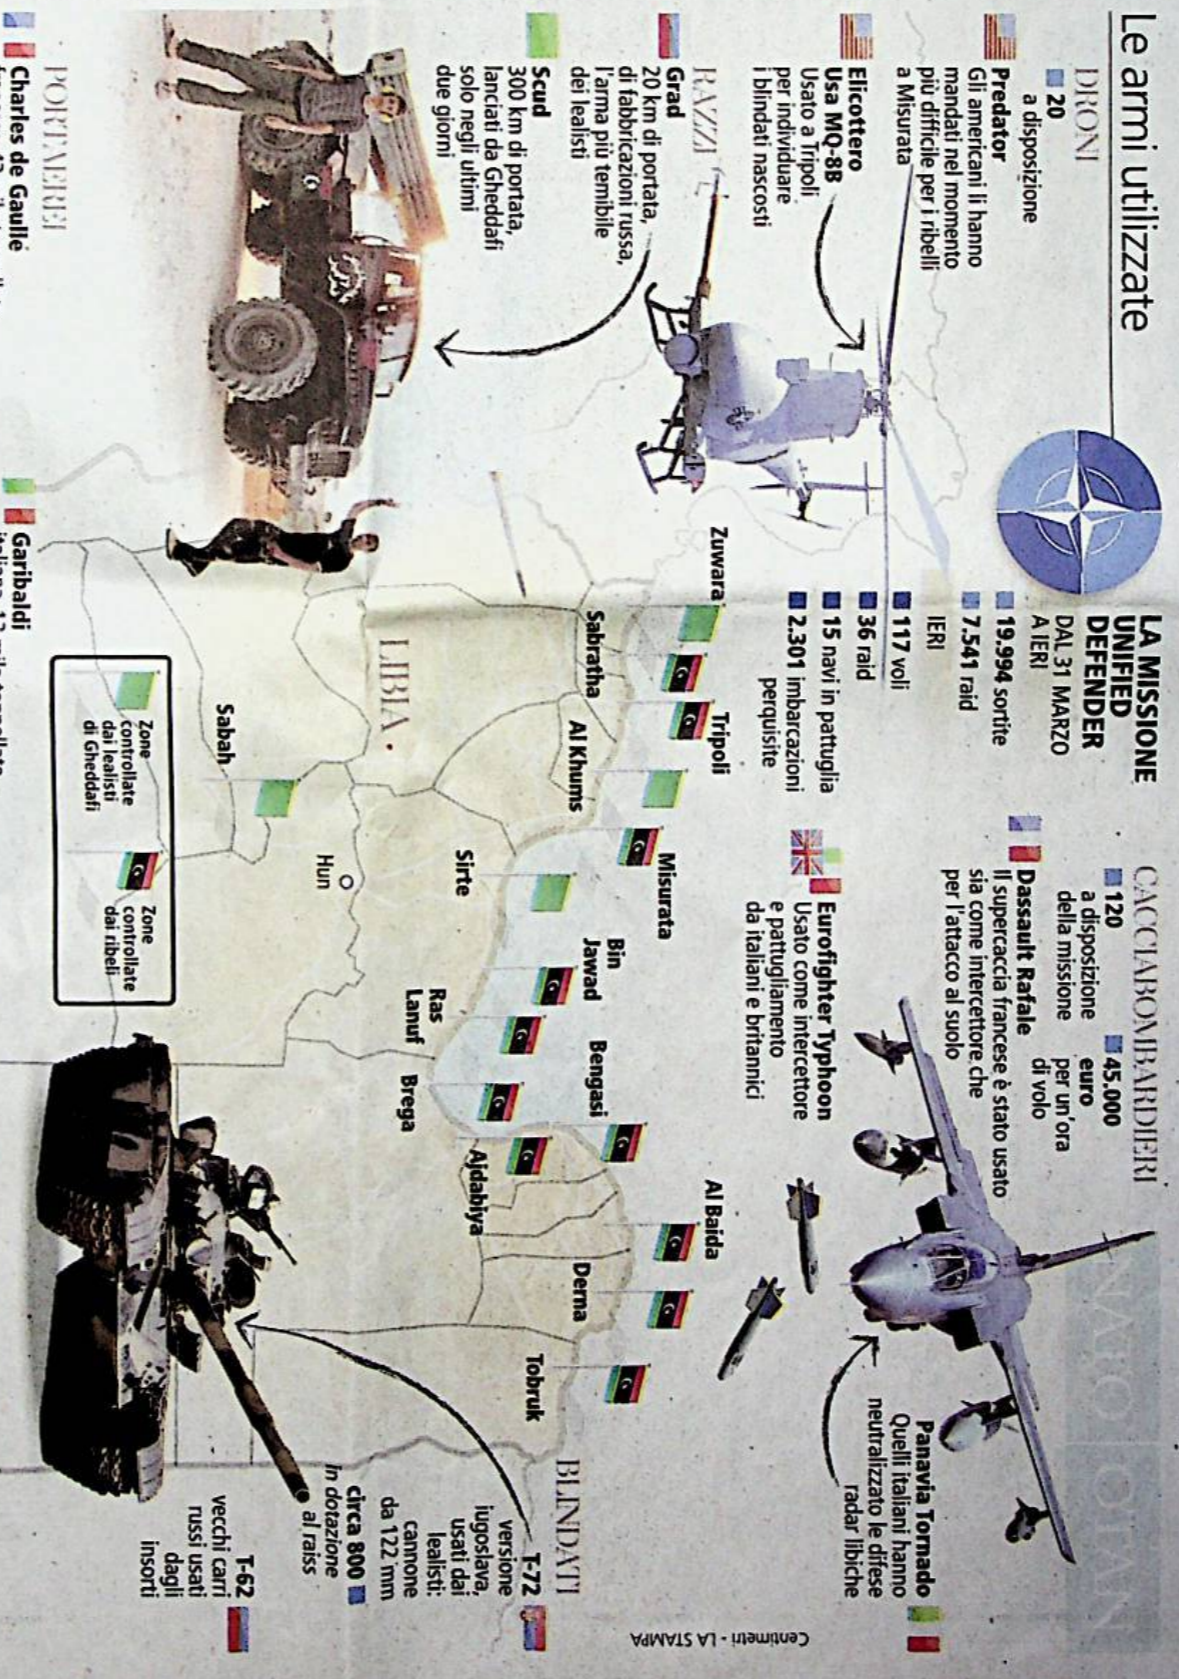 Le armi utilizzate
DRONI
20
a disposizione
Predator
Gli americani li hanno
mandati nel momento
più difficile per i ribelli
a Misurata
Elicottero
Usa MQ-8B
Usato a Tripoli
per individuare
i blindati nascosti
RAZZI
Grad
20 km di portata,
di fabbricazioni russa,
l'arma più temibile
dei lealisti
Scud
300 km di portata,
lanciati da Gheddafi
solo negli ultimi
due giorni
PORTAEREI
Charles de Gaulle
Garibaldi
LA MISSIONE
UNIFIED
DEFENDER
DAL 31 MARZO
A IERI
19.994 sortite
7.541 raid
IERI
117 voli
36 raid
15 navi in pattuglia
2.301 imbarcazioni
perquisite
CACCIABOMBARDIERI
120
a disposizione
della missione
45.000
euro
per un'ora
di volo
Dassault Rafale
Il supercaccia francese è stato usato
sia come intercettore, che
per l'attacco al suolo
Eurofighter Typhoon
Usato come intercettore
e pattugliamento
da italiani e britannici
NATO OTAN
Panavia Tornado
Quelli italiani hanno
neutralizzato le difese
radar libiche
Zuwara
Sabratha
Tripoli
Al Khums
Misurata
Sirte
Bin
Jawad
Ras
Lanuf
Brega
Bengasi
Ajdabiya
Al Baida
Derna
Tobruk
LIBIA
Sabah
Hun
Zone
controllate
dai lealisti
di Gheddafi
Zone
controllate
dai ribeli
BLINDATI
T-72
versione
iugoslava,
usati dai
lealisti:
cannone
da 122 mm
circa 800
In dotazione
al raiss
T-62
vecchi carri
russi usati
dagli
insorti
Centimetri - LA STAMPA